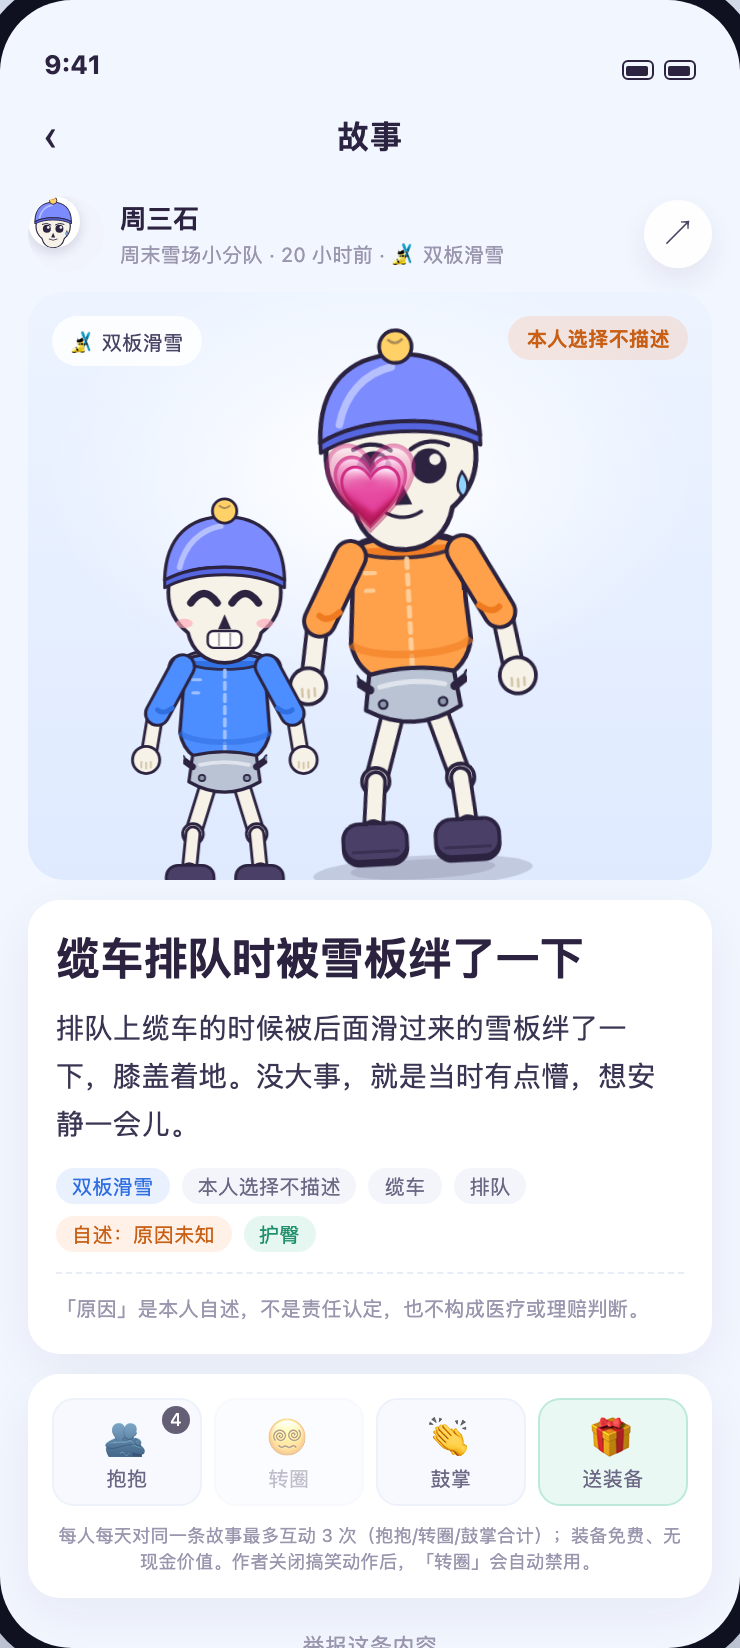 9:41
‹
故事
周三石
周末雪场小分队 · 20 小时前 · 双板滑雪
双板滑雪
本人选择不描述
缆车排队时被雪板绊了一下
排队上缆车的时候被后面滑过来的雪板绊了一
下，膝盖着地。没大事，就是当时有点懵，想安
静一会儿。
双板滑雪 本人选择不描述 缆车 排队
自述：原因未知 护臀
「原因」是本人自述，不是责任认定，也不构成医疗或理赔判断。
4
抱抱 转圈 鼓掌 送装备
每人每天对同一条故事最多互动 3 次（抱抱/转圈/鼓掌合计）；装备免费、无
现金价值。作者关闭搞笑动作后，「转圈」会自动禁用。
举报这条内容